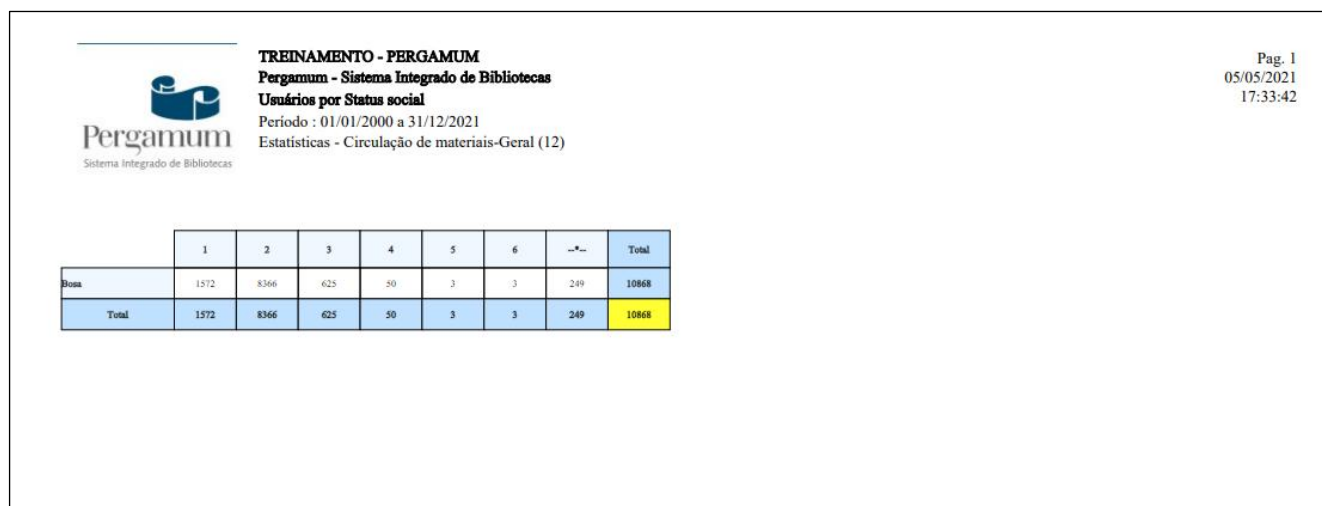 TREINAMENTO - PERGAMUM
Pergamum - Sistema Integrado de Bibliotecas
Usuários por Status social
Período : 01/01/2000 a 31/12/2021
Estatísticas - Circulação de materiais-Geral (12)
Pag. 1
05/05/2021
17:33:42
Pergamum
Sistema Integrado de Bibliotecas
1 2 3 4 5 6 --*-- Total
Bosa 1572 8366 625 50 3 3 249 10868
Total 1572 8366 625 50 3 3 249 10868